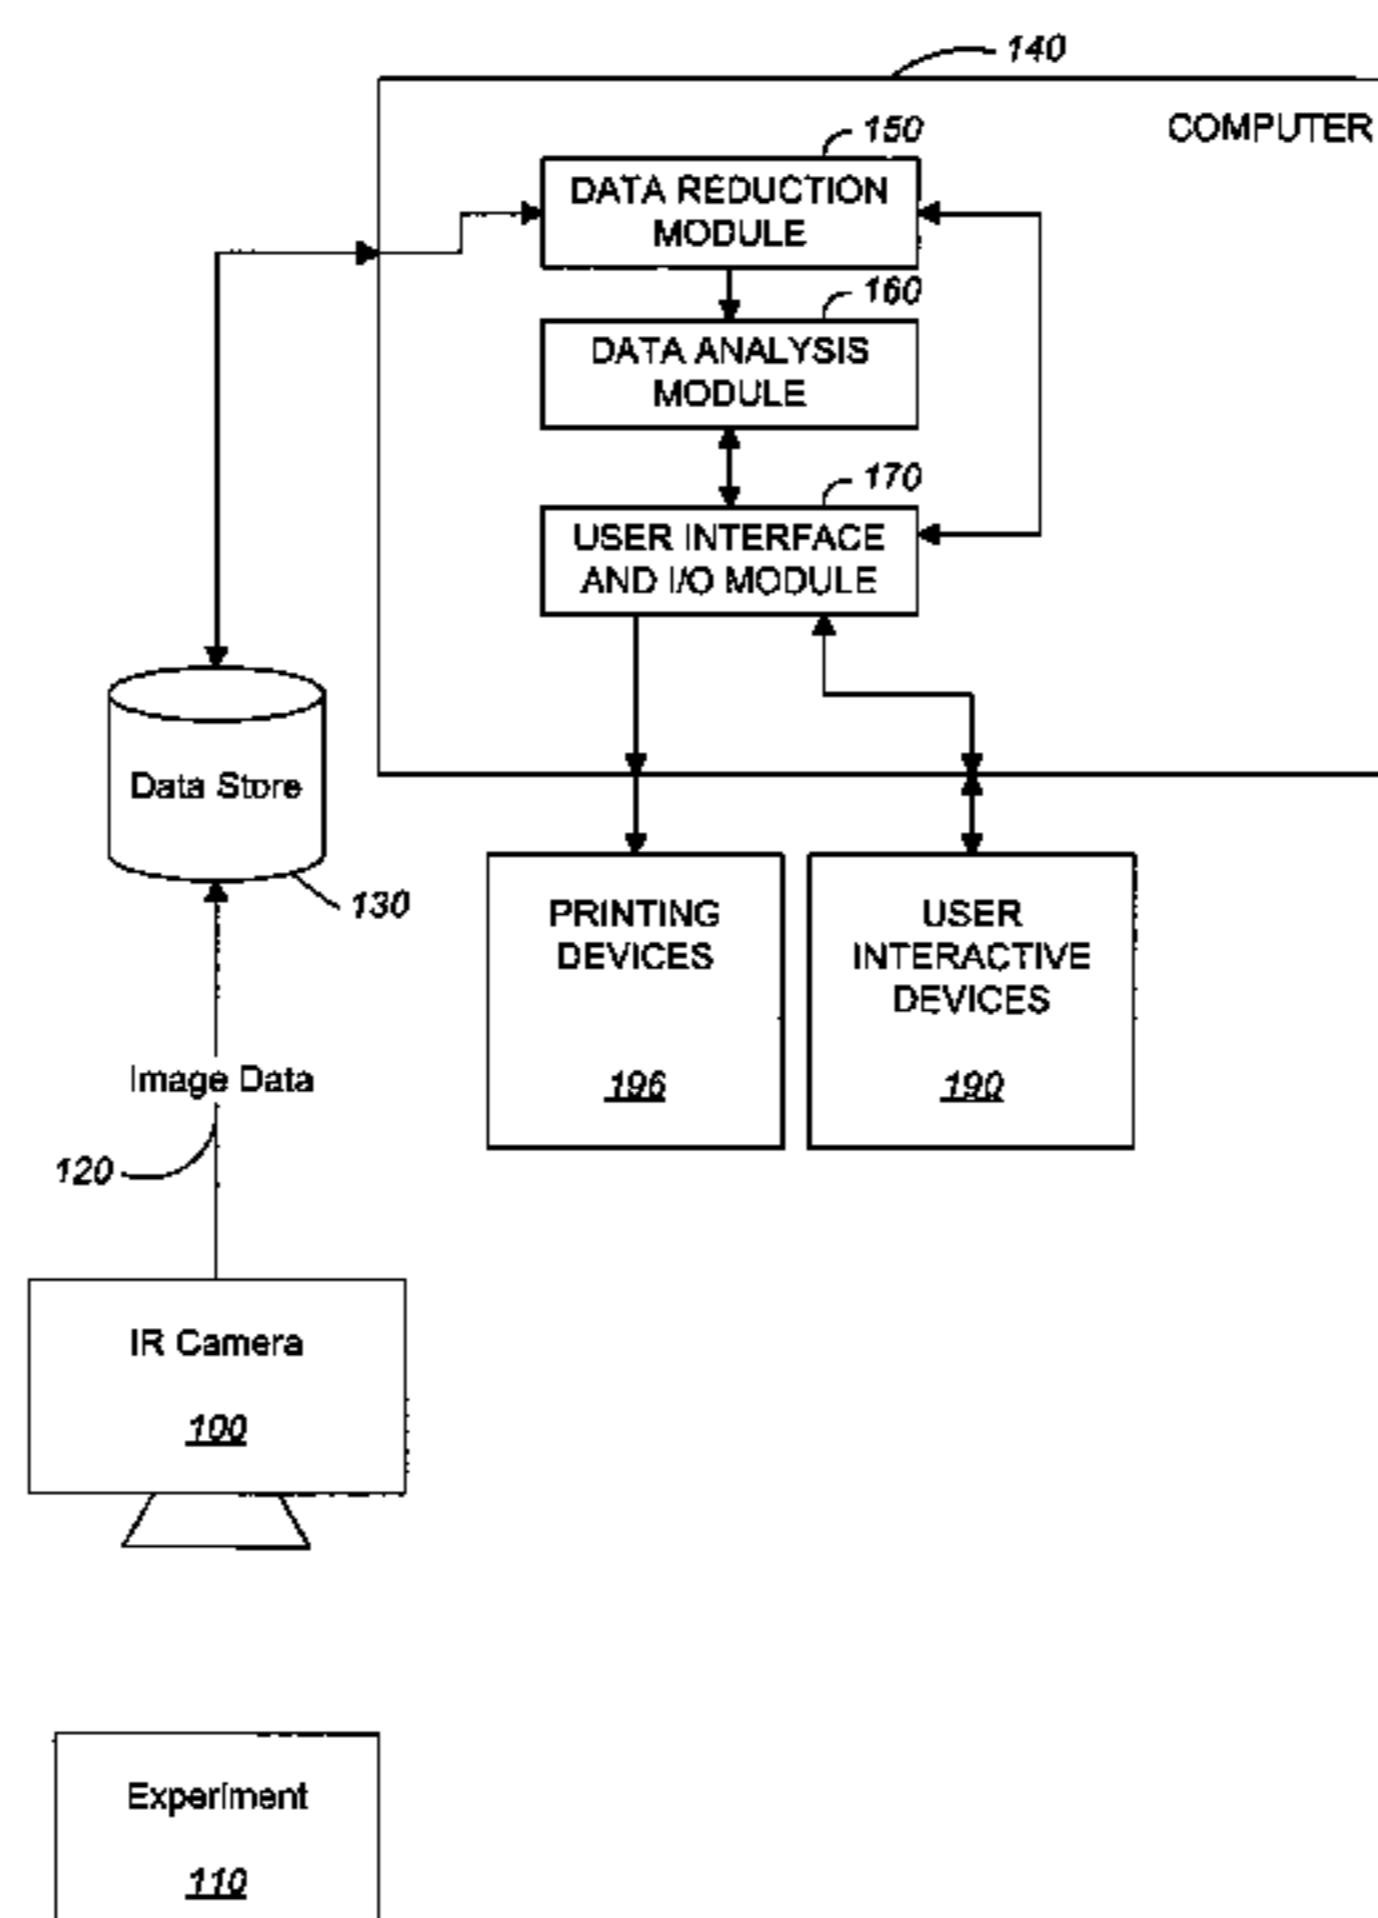 140
COMPUTER
150
DATA REDUCTION
MODULE
160
DATA ANALYSIS
MODULE
170
USER INTERFACE
AND I/O MODULE
Data Store
130
PRINTING
DEVICES
196
USER
INTERACTIVE
DEVICES
190
Image Data
120
IR Camera
100
Experiment
110